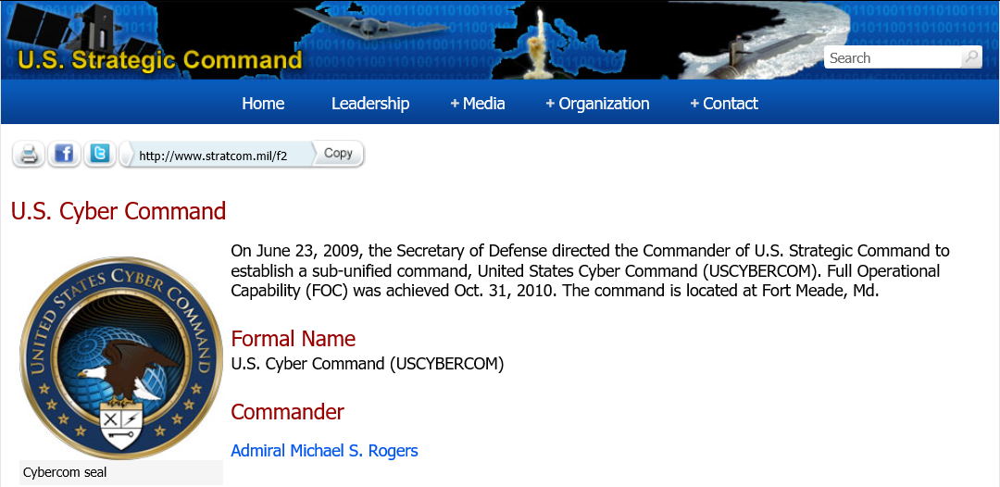 U.S. Strategic Command
Search
Home Leadership + Media + Organization + Contact
http://www.stratcom.mil/f2 Copy
U.S. Cyber Command
On June 23, 2009, the Secretary of Defense directed the Commander of U.S. Strategic Command to
establish a sub-unified command, United States Cyber Command (USCYBERCOM). Full Operational
Capability (FOC) was achieved Oct. 31, 2010. The command is located at Fort Meade, Md.
UNITED STATES CYBER COMMAND
Formal Name
U.S. Cyber Command (USCYBERCOM)
Commander
Admiral Michael S. Rogers
Cybercom seal